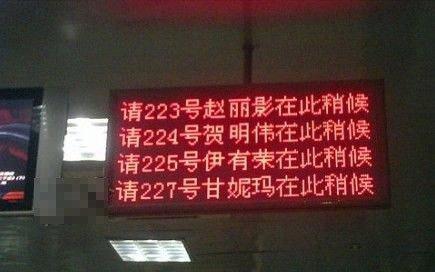 请223号赵丽影在此稍候
请224号贺明伟在此稍候
请225号伊有荣在此稍候
请227号甘妮玛在此稍候